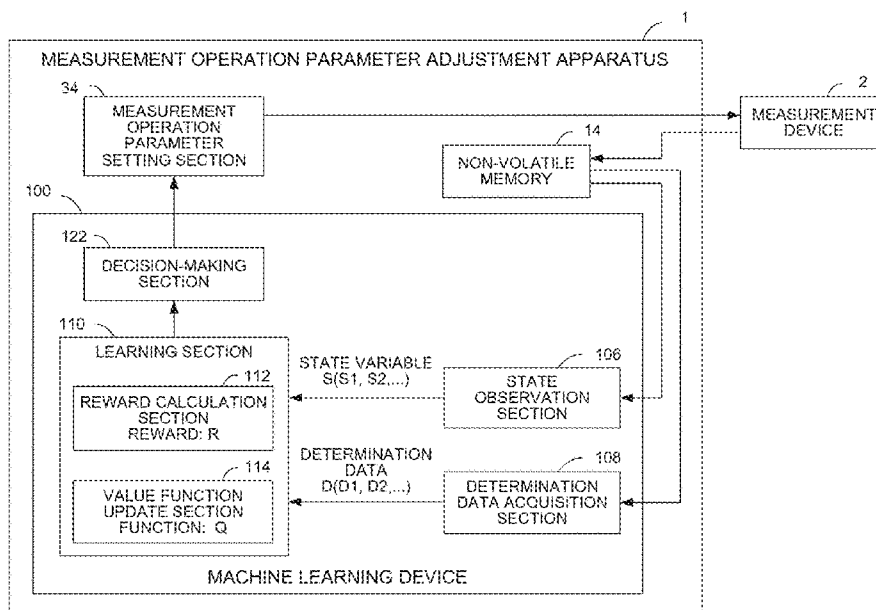 1
MEASUREMENT OPERATION PARAMETER ADJUSTMENT APPARATUS
34
MEASUREMENT
OPERATION
PARAMETER
SETTING SECTION
2
MEASUREMENT
DEVICE
14
NON-VOLATILE
MEMORY
100
122
DECISION-MAKING
SECTION
110
LEARNING SECTION
112
REWARD CALCULATION
SECTION
REWARD: R
114
VALUE FUNCTION
UPDATE SECTION
FUNCTION: Q
STATE VARIABLE
S(S1, S2,...)
106
STATE
OBSERVATION
SECTION
DETERMINATION
DATA
D(D1, D2,...)
108
DETERMINATION
DATA ACQUISITION
SECTION
MACHINE LEARNING DEVICE